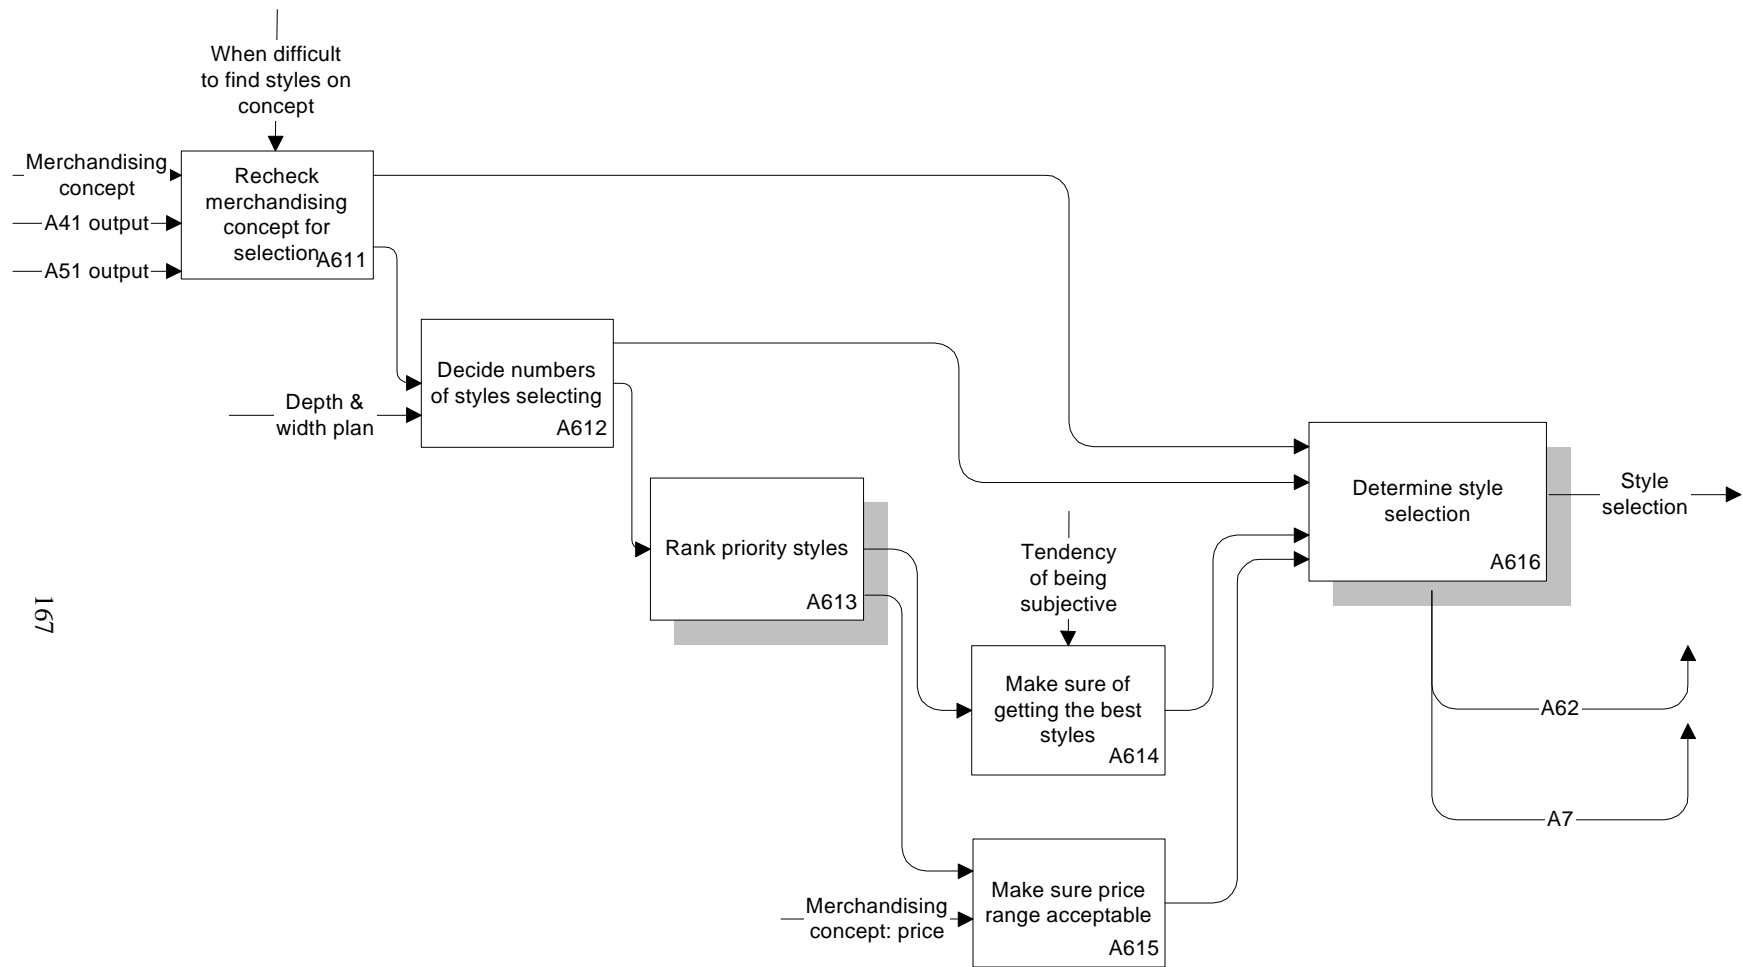 When difficult
to find styles on
concept
Merchandising
concept
A41 output
A51 output
Recheck
merchandising
concept for
selection
A611
Decide numbers
of styles selecting
A612
Depth &
width plan
Rank priority styles
A613
Tendency
of being
subjective
Make sure of
getting the best
styles
A614
Merchandising
concept: price
Make sure price
range acceptable
A615
Determine style
selection
A616
Style
selection
A62
A7
167